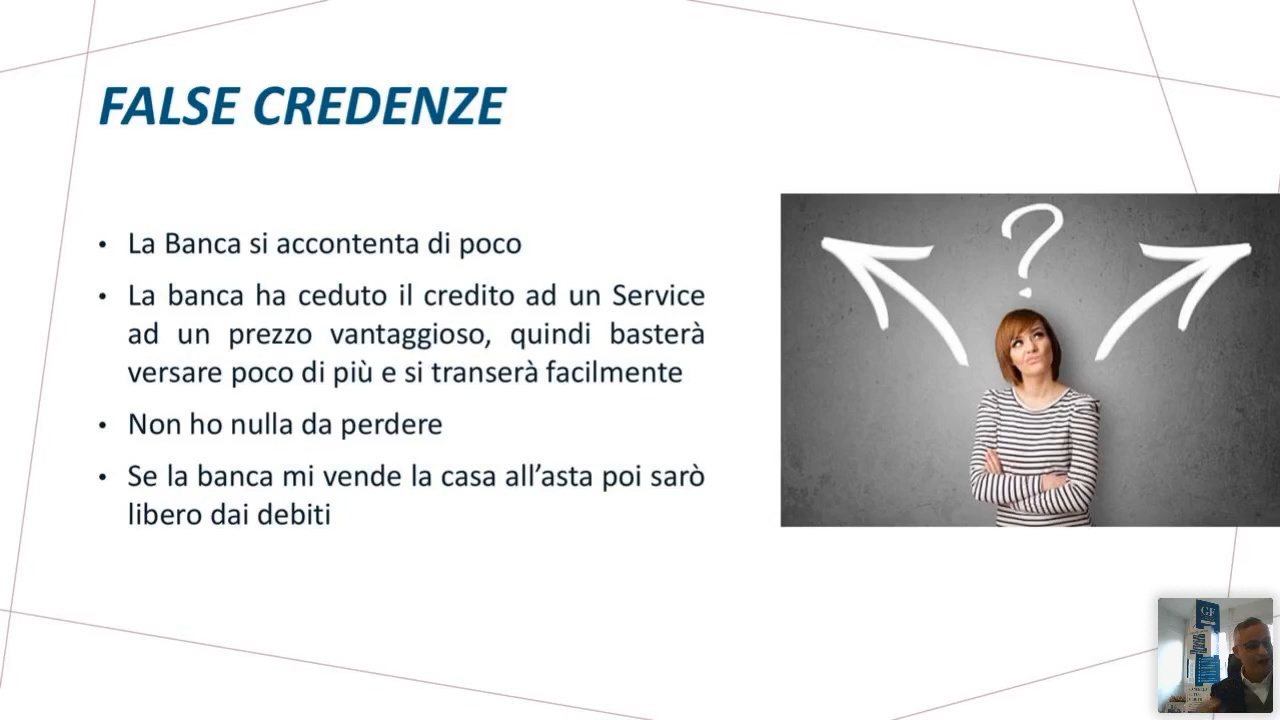 FALSE CREDENZE
• La Banca si accontenta di poco
• La banca ha ceduto il credito ad un Service
ad un prezzo vantaggioso, quindi basterà
versare poco di più e si transerà facilmente
• Non ho nulla da perdere
• Se la banca mi vende la casa all’asta poi sarò
libero dai debiti
?
GF